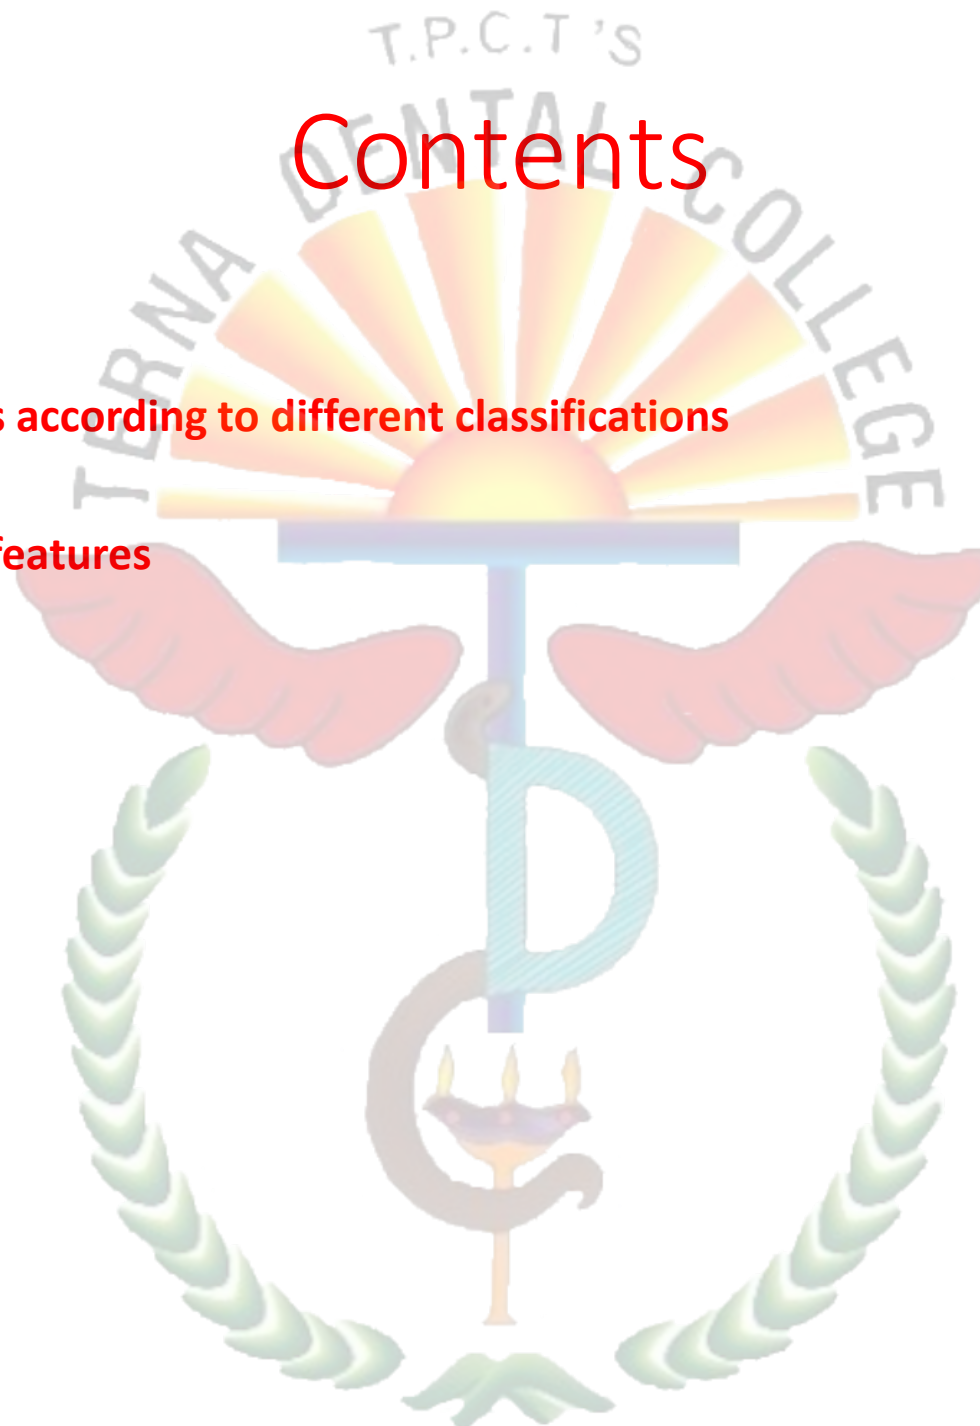 T.P.C.T'S
TERNA DENTAL COLLEGE
Contents
s according to different classifications
features